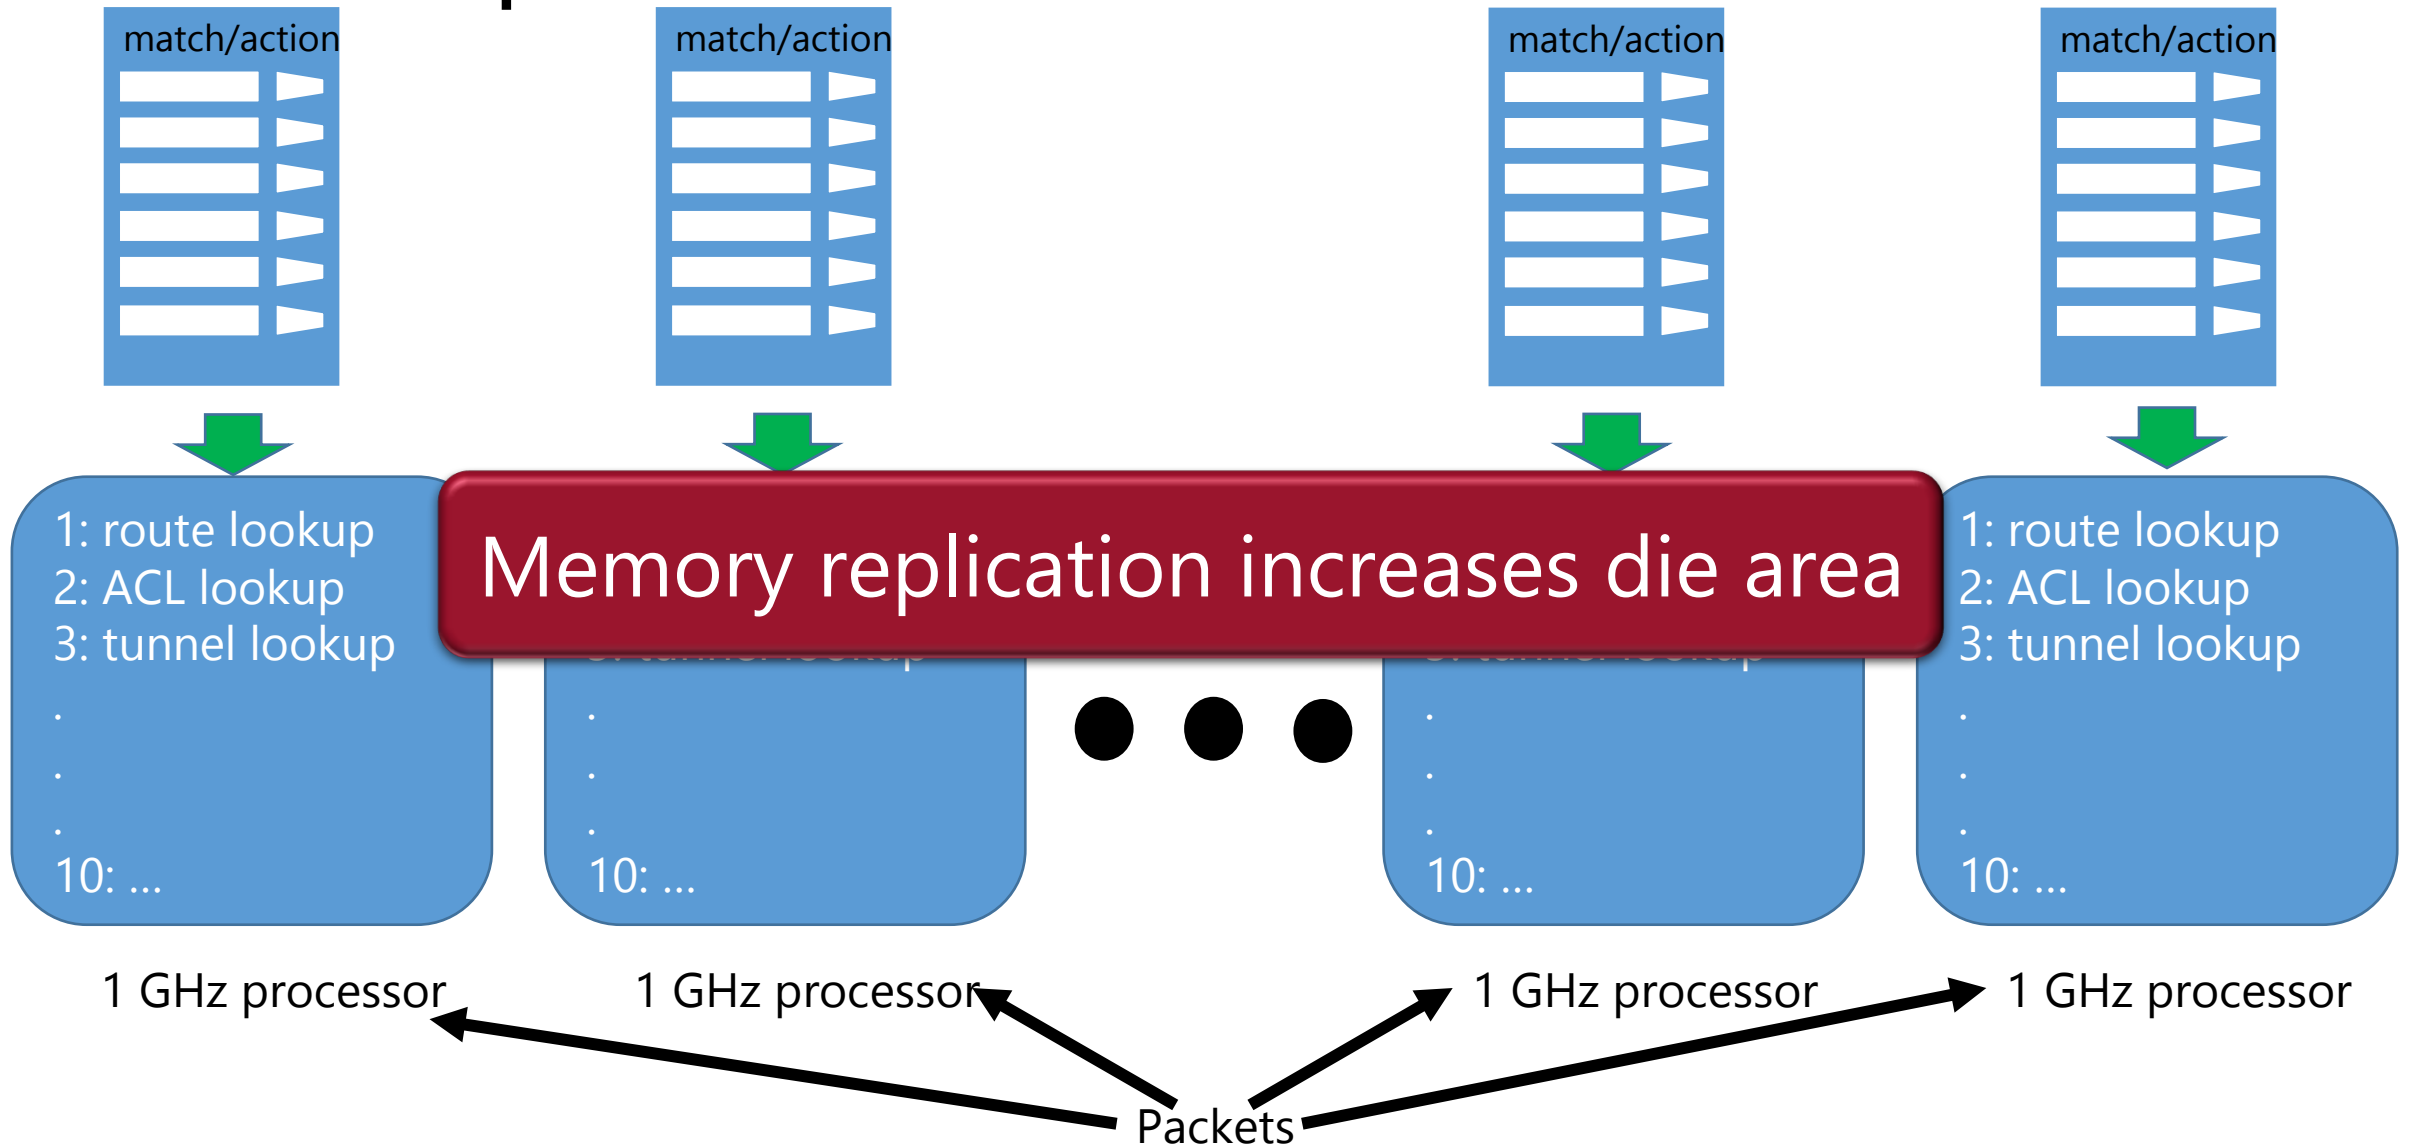 match/action
match/action
match/action
match/action
1: route lookup
2: ACL lookup
3: tunnel lookup
.
.
.
10: ...
Memory replication increases die area
.
.
.
10: ...
.
.
.
10: ...
1: route lookup
2: ACL lookup
3: tunnel lookup
.
.
.
10: ...
1 GHz processor
1 GHz processor
1 GHz processor
1 GHz processor
Packets